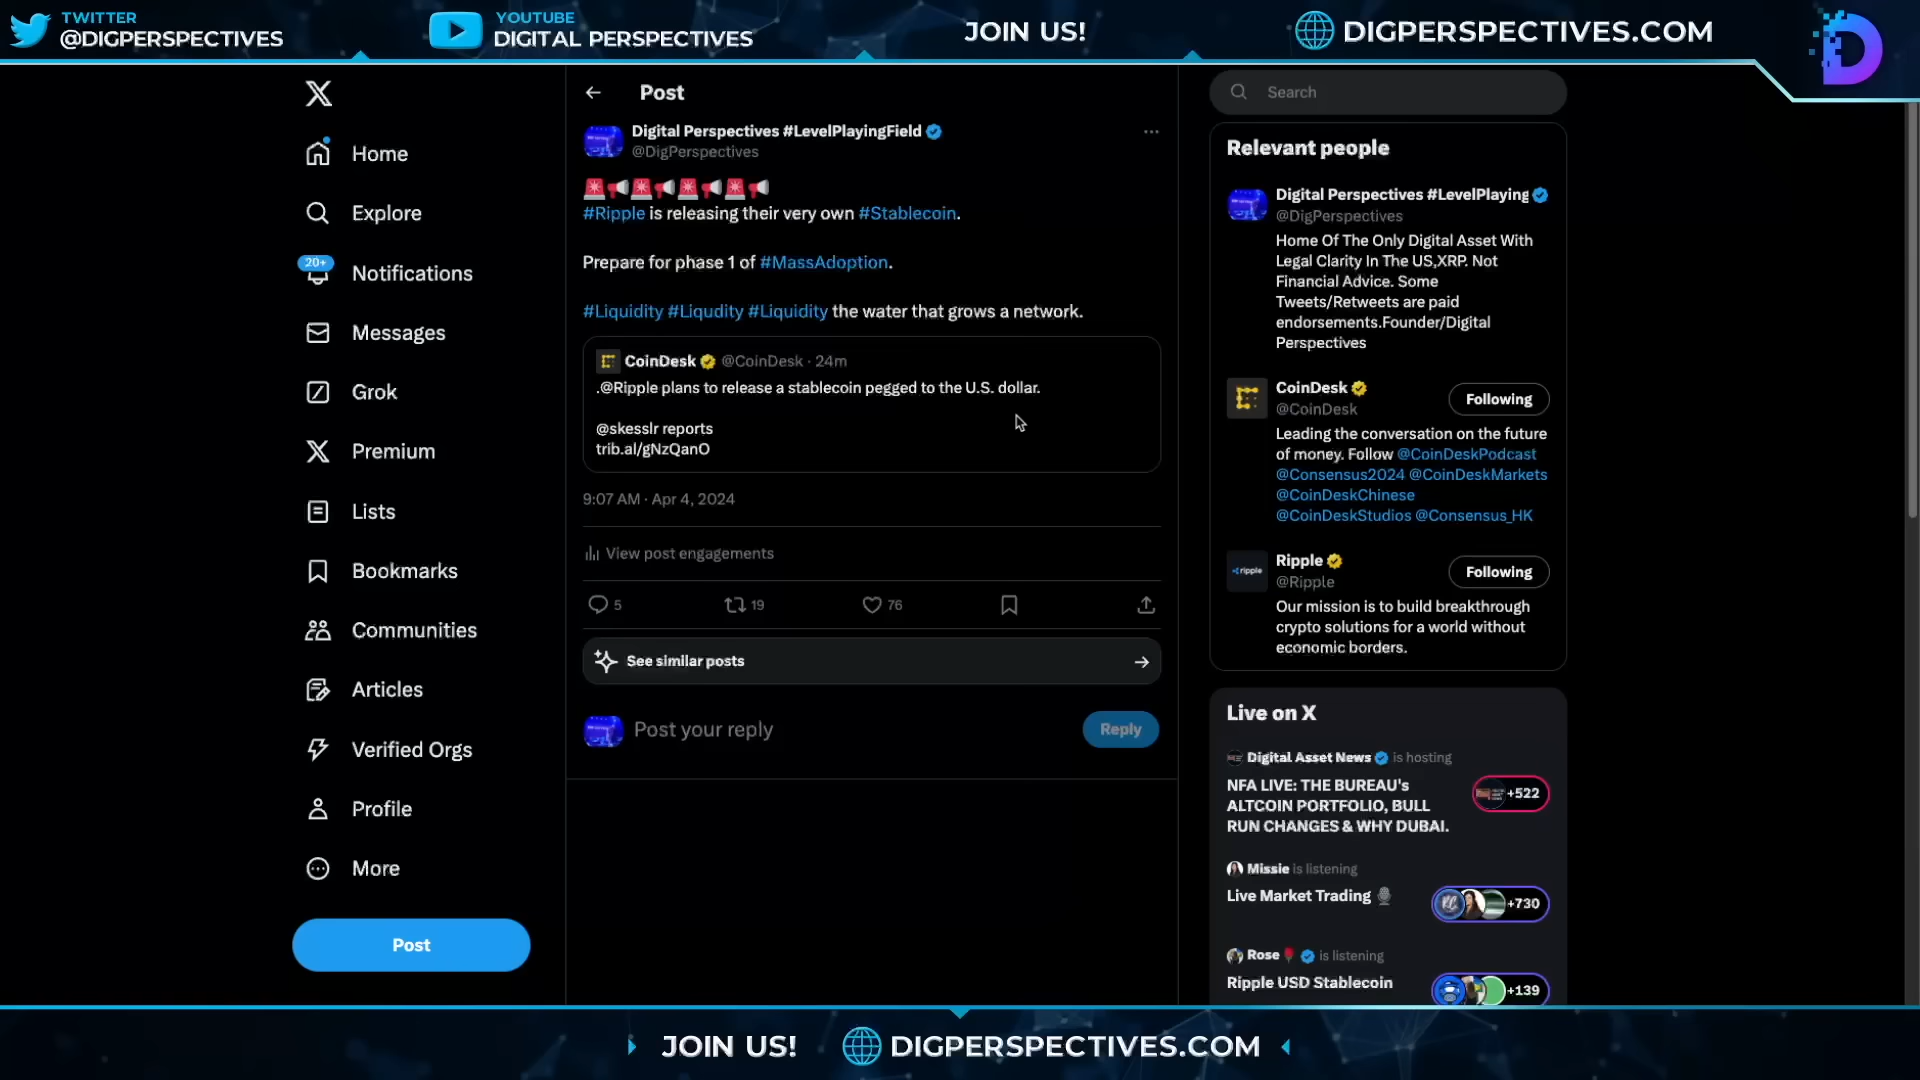 TWITTER
@DIGPERSPECTIVES
YOUTUBE
DIGITAL PERSPECTIVES
JOIN US!
DIGPERSPECTIVES.COM
Home
Explore
20+
Notifications
Messages
Grok
Premium
Lists
Bookmarks
Communities
Articles
Verified Orgs
Profile
More
Post
Post
Digital Perspectives #LevelPlayingField
@DigPerspectives
#Ripple is releasing their very own #Stablecoin.
Prepare for phase 1 of #MassAdoption.
#Liquidity #Liqudity #Liquidity the water that grows a network.
CoinDesk @CoinDesk · 24m
.@Ripple plans to release a stablecoin pegged to the U.S. dollar.
@skesslr reports
trib.al/gNzQanO
9:07 AM · Apr 4, 2024
View post engagements
5 19 76
See similar posts
Post your reply
Reply
Search
Relevant people
Digital Perspectives #LevelPlaying
@DigPerspectives
Home Of The Only Digital Asset With
Legal Clarity In The US,XRP. Not
Financial Advice. Some
Tweets/Retweets are paid
endorsements.Founder/Digital
Perspectives
CoinDesk
@CoinDesk
Following
Leading the conversation on the future
of money. Follow @CoinDeskPodcast
@Consensus2024 @CoinDeskMarkets
@CoinDeskChinese
@CoinDeskStudios @Consensus_HK
ripple
Ripple
@Ripple
Following
Our mission is to build breakthrough
crypto solutions for a world without
economic borders.
Live on X
Digital Asset News is hosting
NFA LIVE: THE BUREAU's
ALTCOIN PORTFOLIO, BULL
RUN CHANGES & WHY DUBAI.
+522
Missie is listening
Live Market Trading
+730
Rose is listening
Ripple USD Stablecoin
+139
JOIN US!
DIGPERSPECTIVES.COM